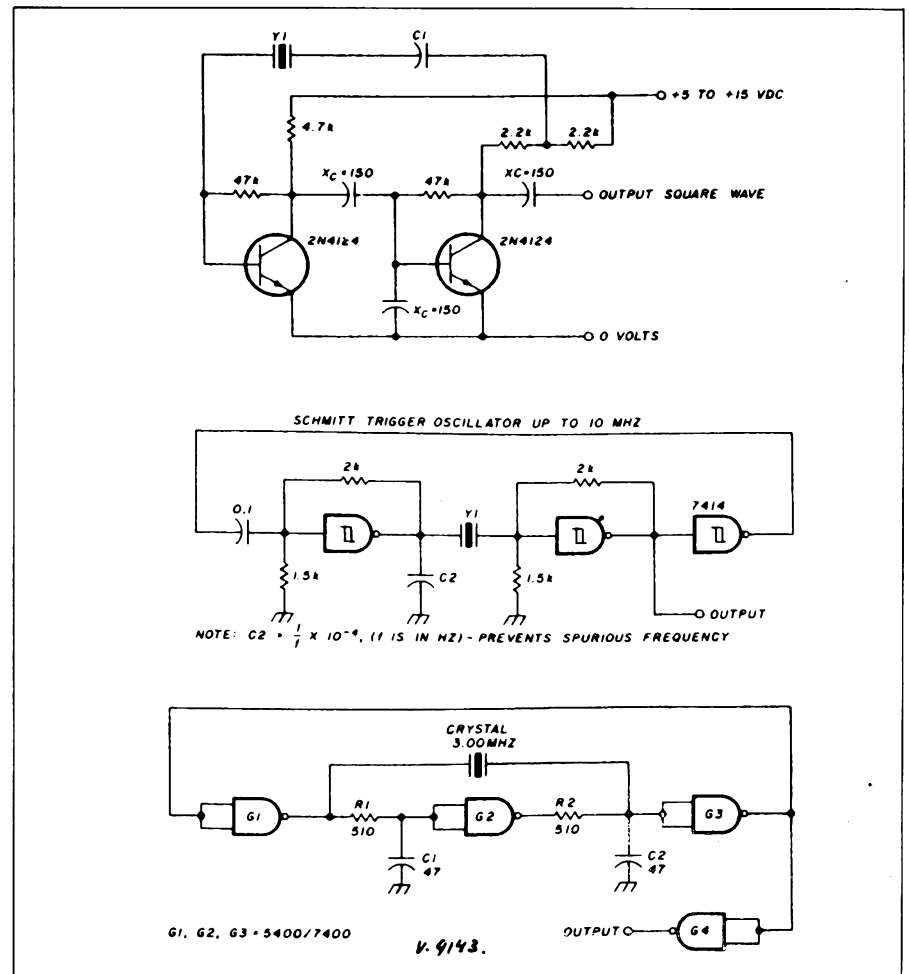 Y1 C1
+5 TO +15 VDC
4.7k
2.2k 2.2k
47k XC=150 47k XC=150 OUTPUT SQUARE WAVE
2N4124 2N4124
XC=150
0 VOLTS
SCHMITT TRIGGER OSCILLATOR UP TO 10 MHZ
2k 2k
0.1 Y1 7414
1.5k C2 1.5k
OUTPUT
NOTE: C2 = 1/f X 10⁻⁴, (f IS IN HZ) - PREVENTS SPURIOUS FREQUENCY
CRYSTAL
3.00MHZ
G1 R1 G2 R2 G3
510 510
C1 C2
47 47
G1, G2, G3 = 5400/7400 OUTPUT G4
V. 9143.